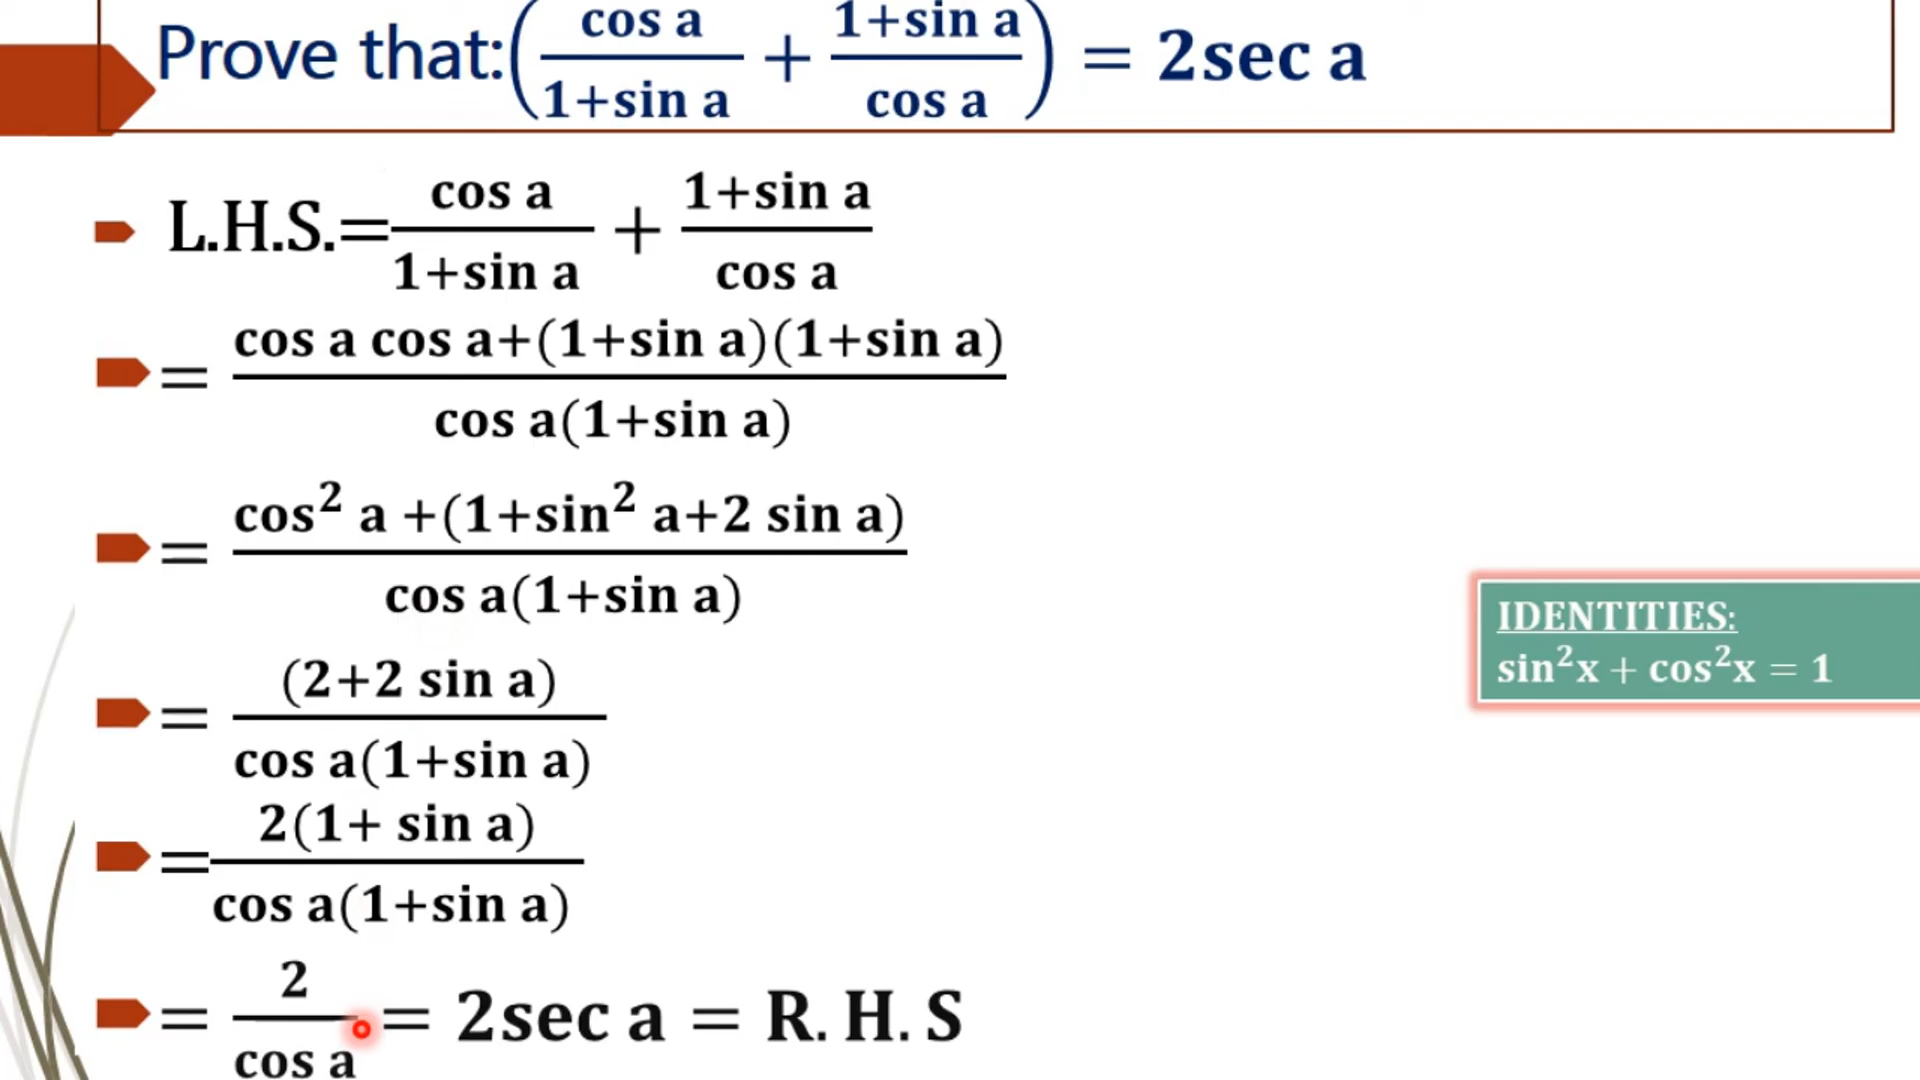 Prove that: (cos a / 1+sin a + 1+sin a / cos a) = 2sec a
L.H.S.= cos a / 1+sin a + 1+sin a / cos a
= cos a cos a+(1+sin a)(1+sin a) / cos a(1+sin a)
= cos² a +(1+sin² a+2 sin a) / cos a(1+sin a)
IDENTITIES:
sin²x + cos²x = 1
= (2+2 sin a) / cos a(1+sin a)
= 2(1+ sin a) / cos a(1+sin a)
= 2 / cos a = 2sec a = R. H. S